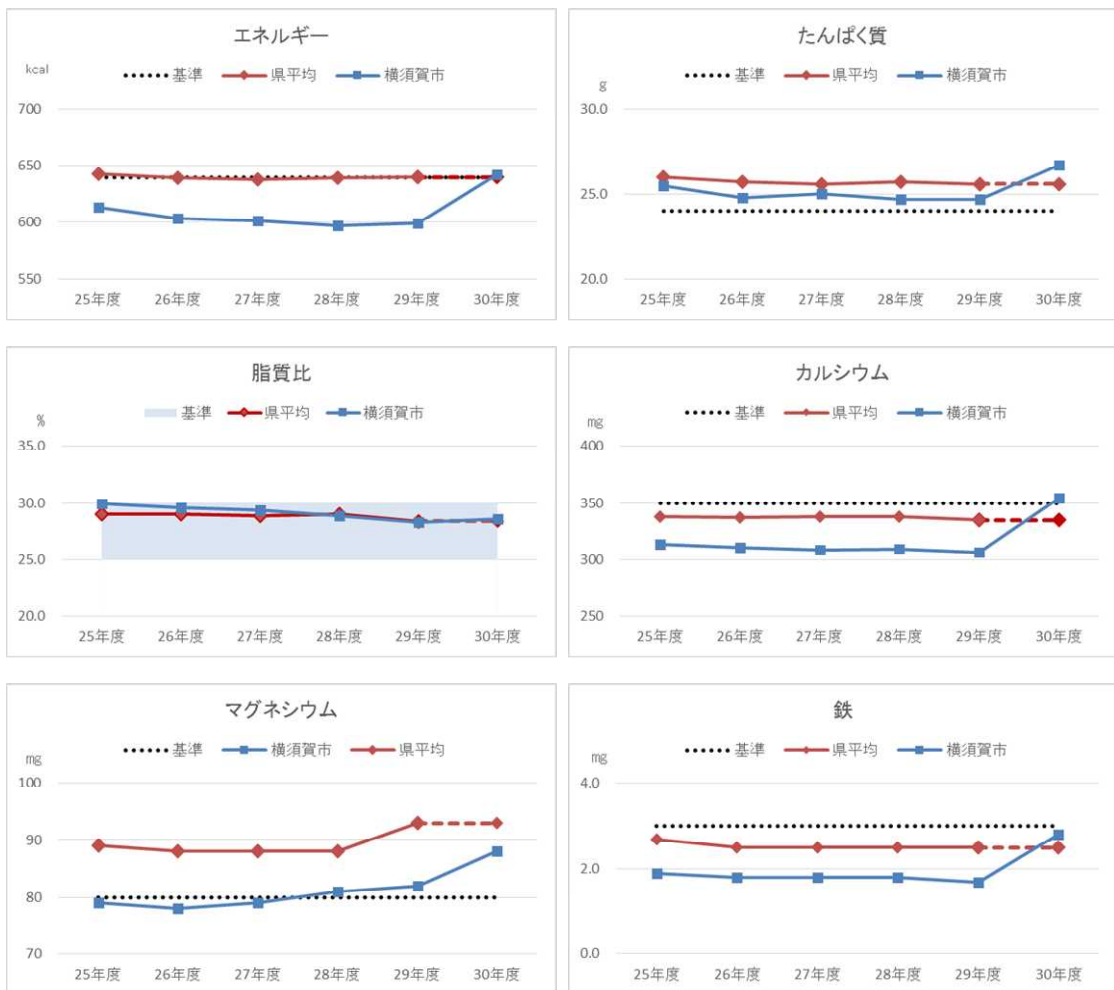 エネルギー
kcal
基準 県平均 横須賀市
700
650
600
550
25年度 26年度 27年度 28年度 29年度 30年度
たんぱく質
g
基準 県平均 横須賀市
30.0
25.0
20.0
25年度 26年度 27年度 28年度 29年度 30年度
脂質比
%
基準 県平均 横須賀市
35.0
30.0
25.0
20.0
25年度 26年度 27年度 28年度 29年度 30年度
カルシウム
mg
基準 県平均 横須賀市
400
350
300
250
25年度 26年度 27年度 28年度 29年度 30年度
マグネシウム
mg
基準 横須賀市 県平均
100
90
80
70
25年度 26年度 27年度 28年度 29年度 30年度
鉄
mg
基準 県平均 横須賀市
4.0
2.0
0.0
25年度 26年度 27年度 28年度 29年度 30年度